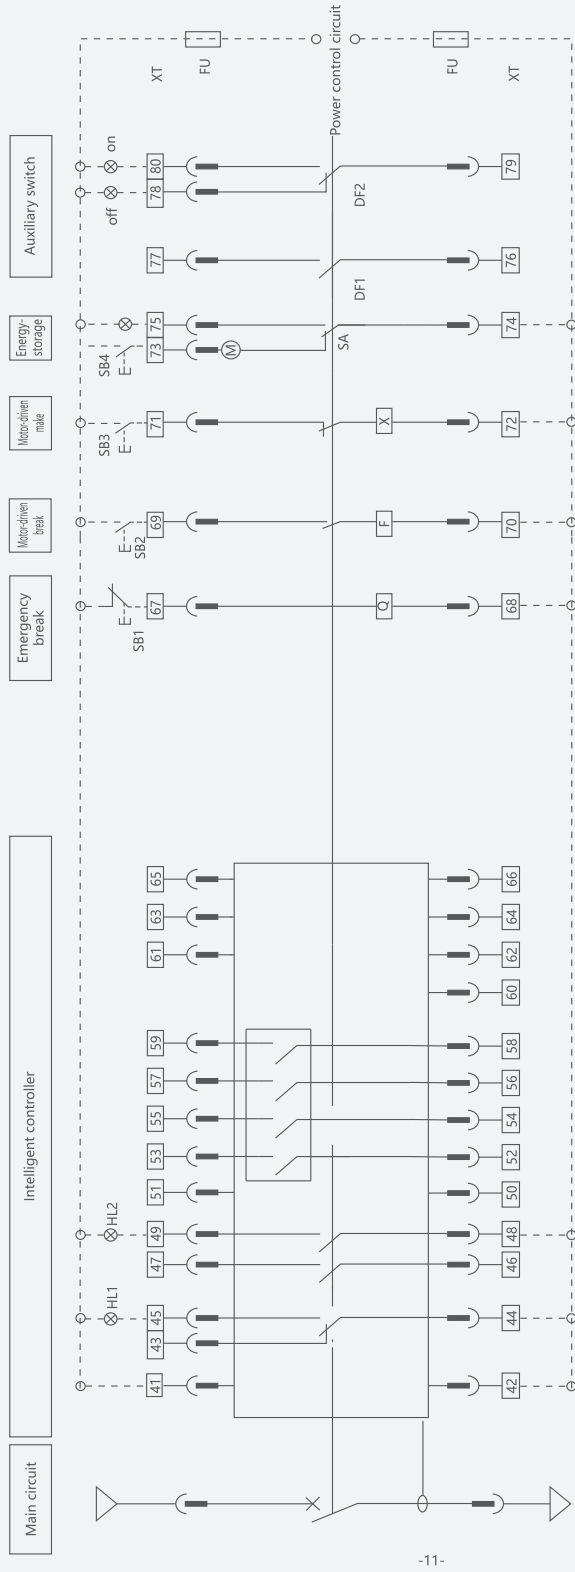 Main circuit
Intelligent controller
Emergency
break
Motor-driven
break
Motor-driven
make
Energy-
storage
Auxiliary switch
HL1
HL2
SB1
SB2
SB3
SB4
off
on
41
43
45
47
49
51
53
55
57
59
61
63
65
67
69
71
73
75
77
78
80
XT
FU
M
Power control circuit
Q
F
X
SA
DF1
DF2
42
44
46
48
50
52
54
56
58
60
62
64
66
68
70
72
74
76
79
XT
FU
-11-